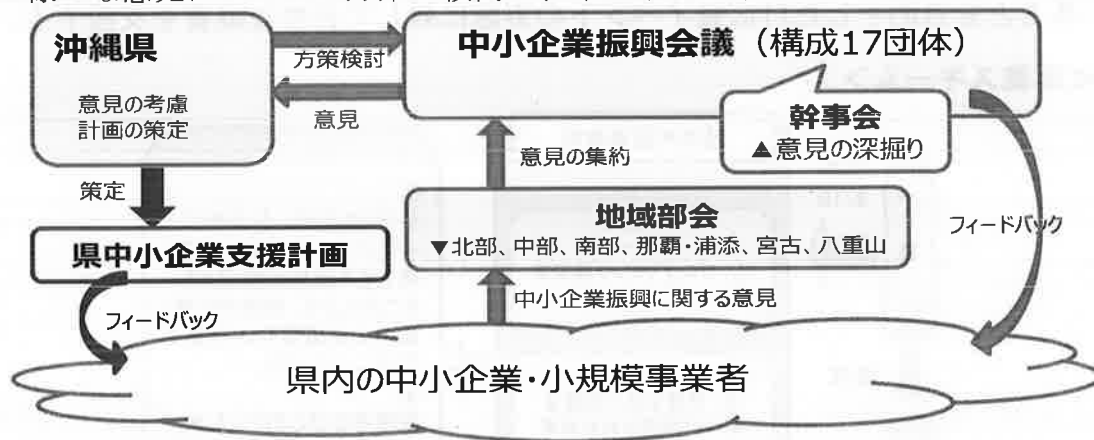 沖縄県
意見の考慮
計画の策定
方策検討
意見
中小企業振興会議（構成17団体）
幹事会
▲意見の深掘り
意見の集約
策定
地域部会
▼北部、中部、南部、那覇・浦添、宮古、八重山
フィードバック
県中小企業支援計画
中小企業振興に関する意見
フィードバック
県内の中小企業・小規模事業者